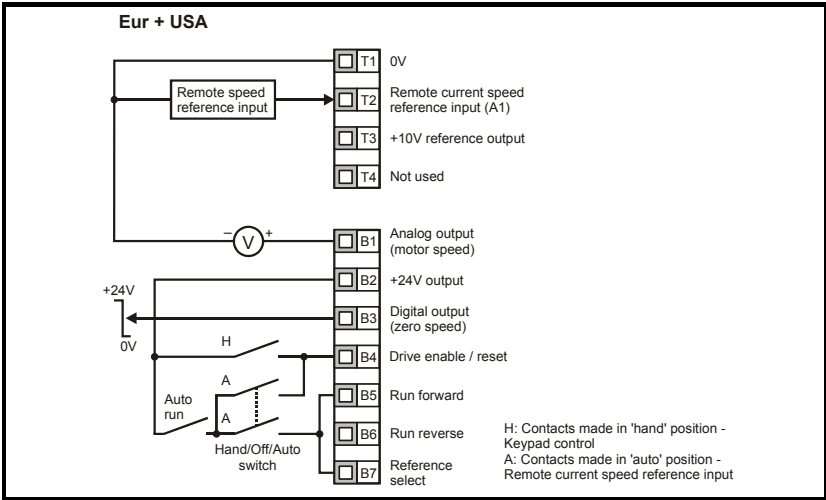 Eur + USA
T1 0V
Remote speed
reference input
T2 Remote current speed
reference input (A1)
T3 +10V reference output
T4 Not used
– V +
B1 Analog output
(motor speed)
B2 +24V output
+24V
0V
B3 Digital output
(zero speed)
H
B4 Drive enable / reset
A
Auto
run
B5 Run forward
A
B6 Run reverse
Hand/Off/Auto
switch
B7 Reference
select
H: Contacts made in 'hand' position -
Keypad control
A: Contacts made in 'auto' position -
Remote current speed reference input